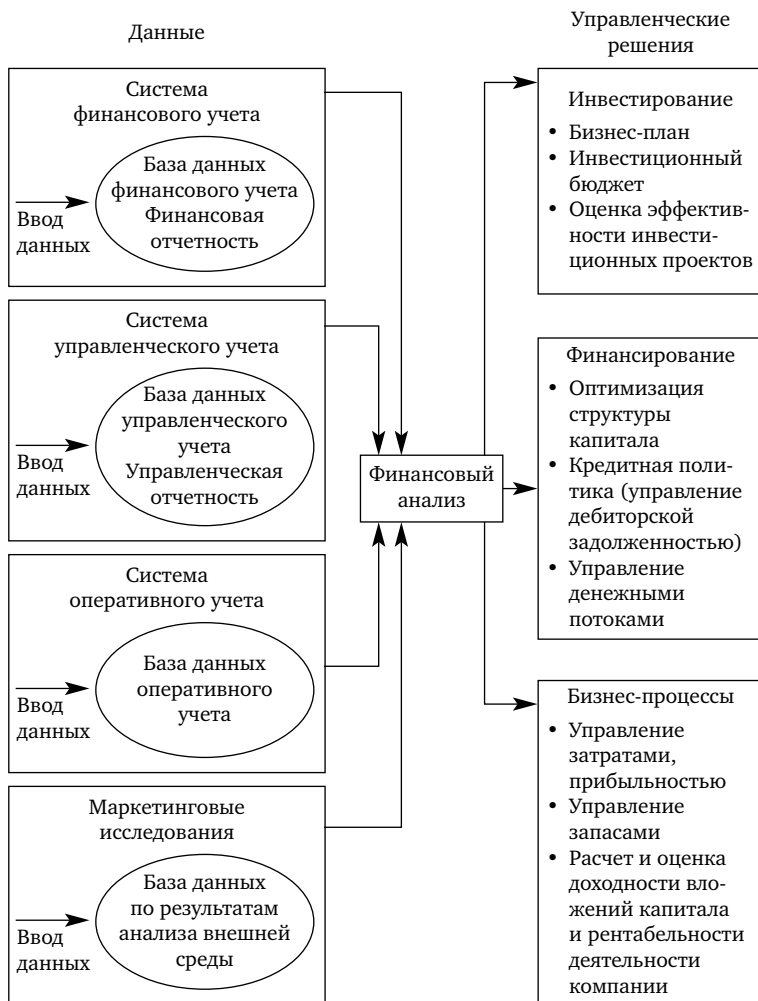 Данные
Система
финансового учета
База данных
финансового учета
Финансовая
отчетность
Ввод
данных
Система
управленческого учета
База данных
управленческого
учета
Управленческая
отчетность
Ввод
данных
Система
оперативного учета
База данных
оперативного
учета
Ввод
данных
Маркетинговые
исследования
База данных
по результатам
анализа внешней
среды
Ввод
данных
Финансовый
анализ
Управленческие
решения
Инвестирование
• Бизнес-план
• Инвестиционный
бюджет
• Оценка эффектив-
ности инвести-
ционных проектов
Финансирование
• Оптимизация
структуры
капитала
• Кредитная поли-
тика (управление
дебиторской
задолженностью)
• Управление
денежными
потоками
Бизнес-процессы
• Управление
затратами,
прибыльностью
• Управление
запасами
• Расчет и оценка
доходности вло-
жений капитала
и рентабельности
деятельности
компании